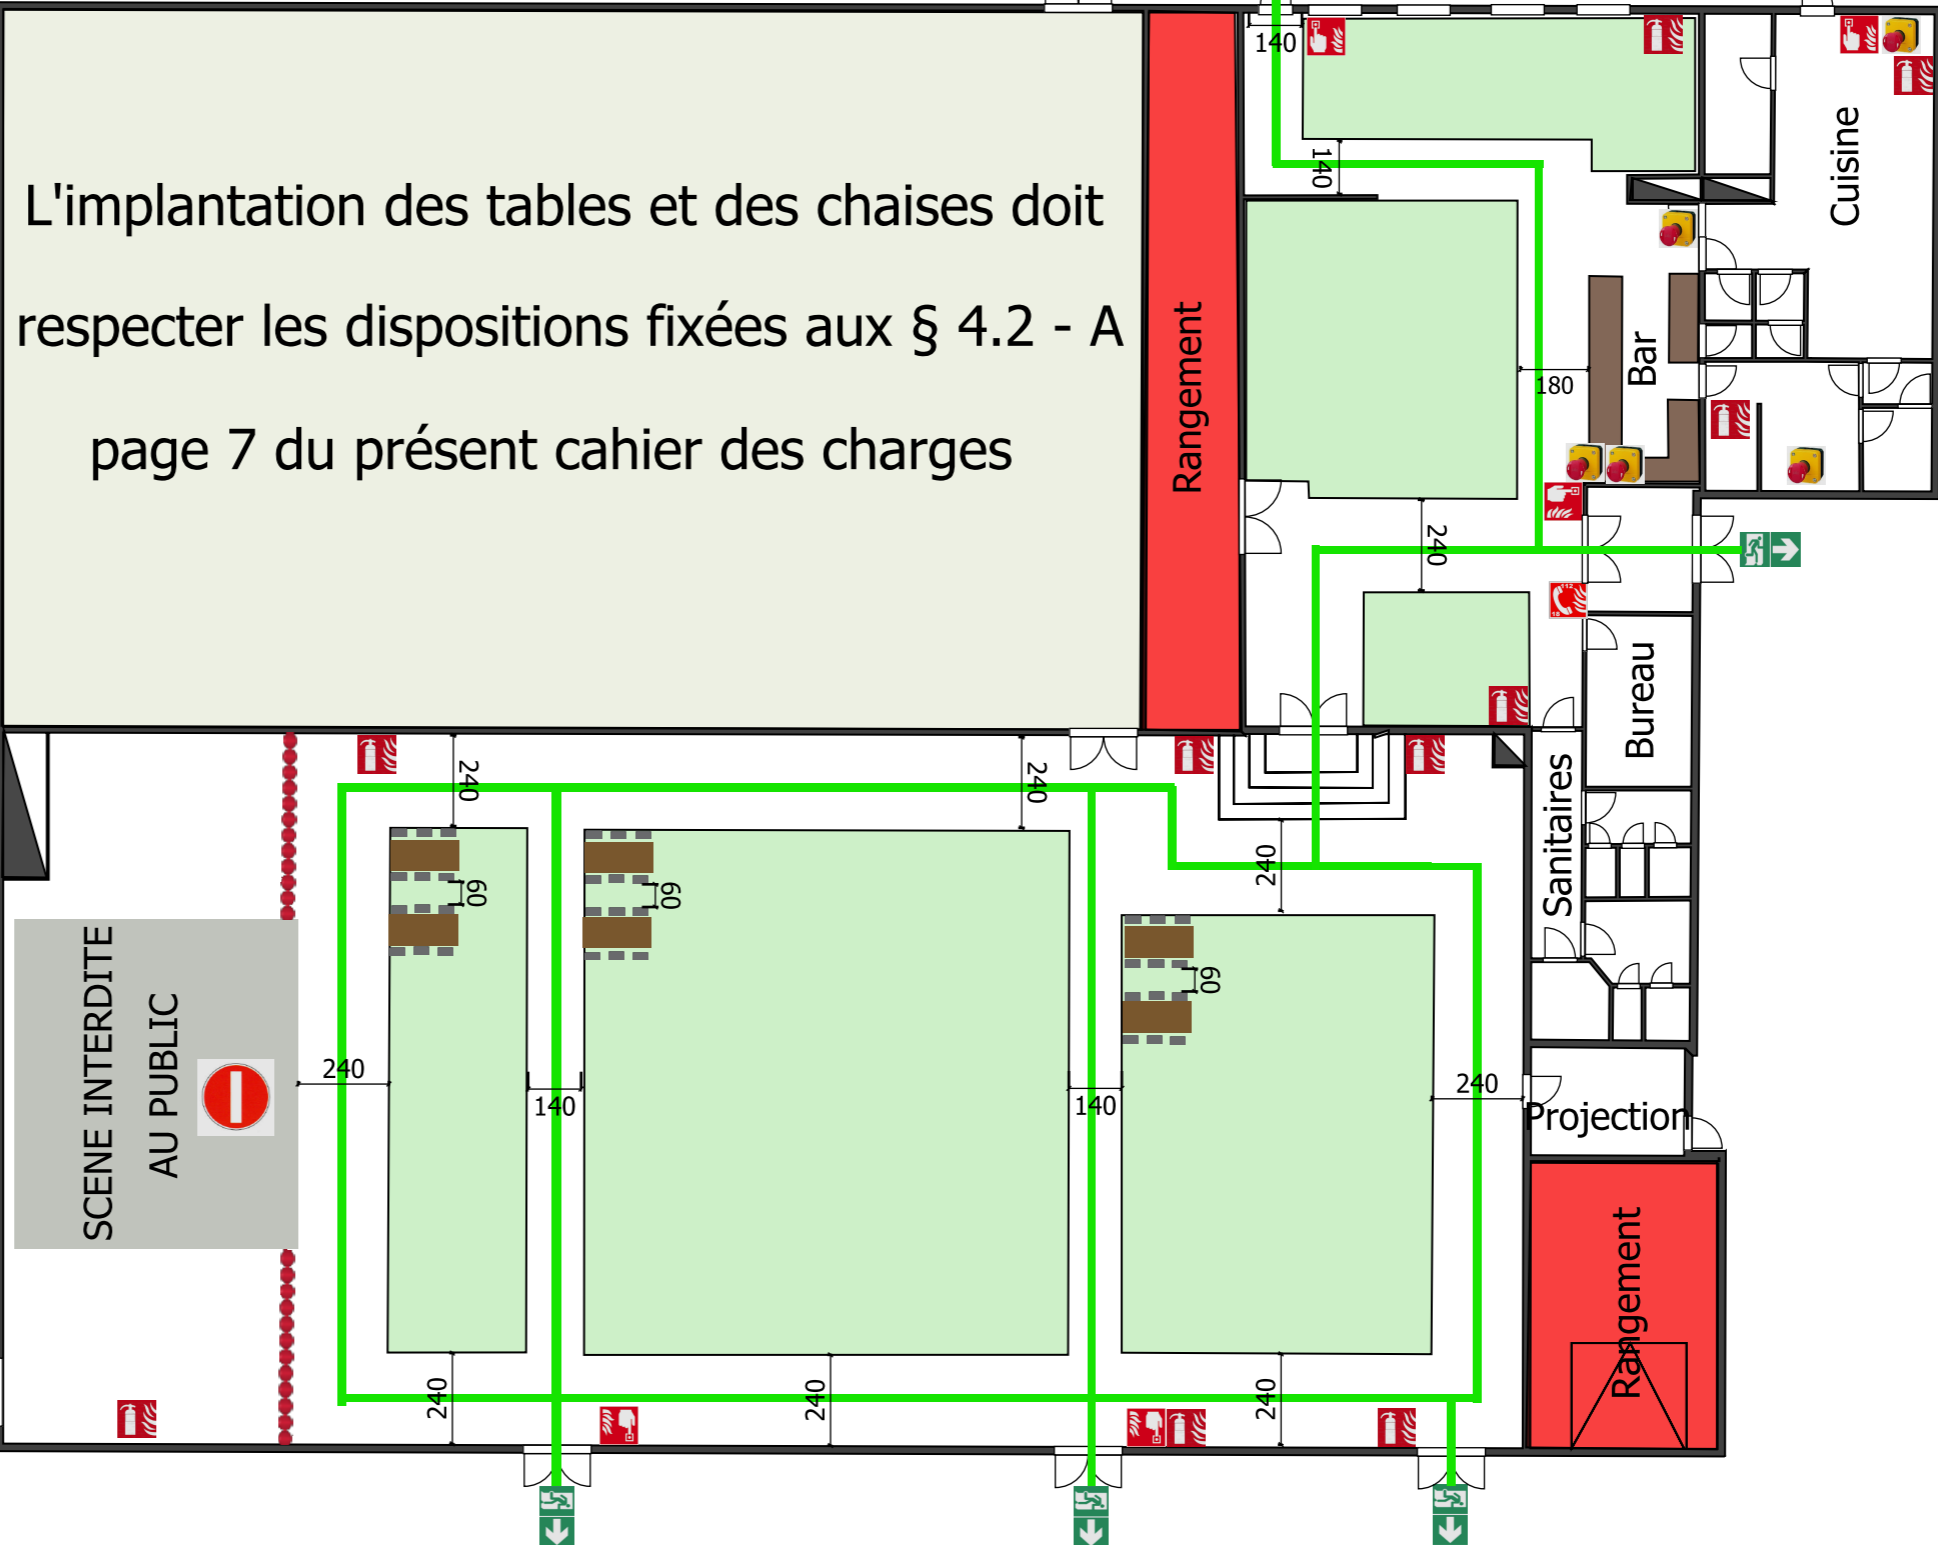 L'implantation des tables et des chaises doit
respecter les dispositions fixées aux § 4.2 - A
page 7 du présent cahier des charges
Rangement
140
140
Cuisine
180
Bar
240
Bureau
Sanitaires
240
240
240
60
60
60
SCENE INTERDITE
AU PUBLIC
240
140
140
240
Projection
Rangement
240
240
240